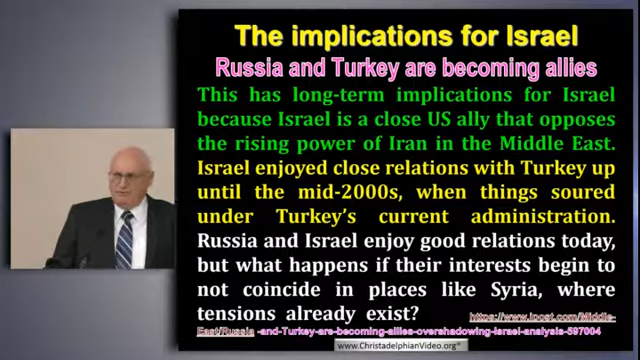 The implications for Israel
Russia and Turkey are becoming allies
This has long-term implications for Israel
because Israel is a close US ally that opposes
the rising power of Iran in the Middle East.
Israel enjoyed close relations with Turkey up
until the mid-2000s, when things soured
under Turkey's current administration.
Russia and Israel enjoy good relations today,
but what happens if their interests begin to
not coincide in places like Syria, where
tensions already exist? https://www.jpost.com/Middle-
East/Russia-and-Turkey-are-becoming-allies-overshadowing-Israel-analysis-597004
www.ChristadelphianVideo.org